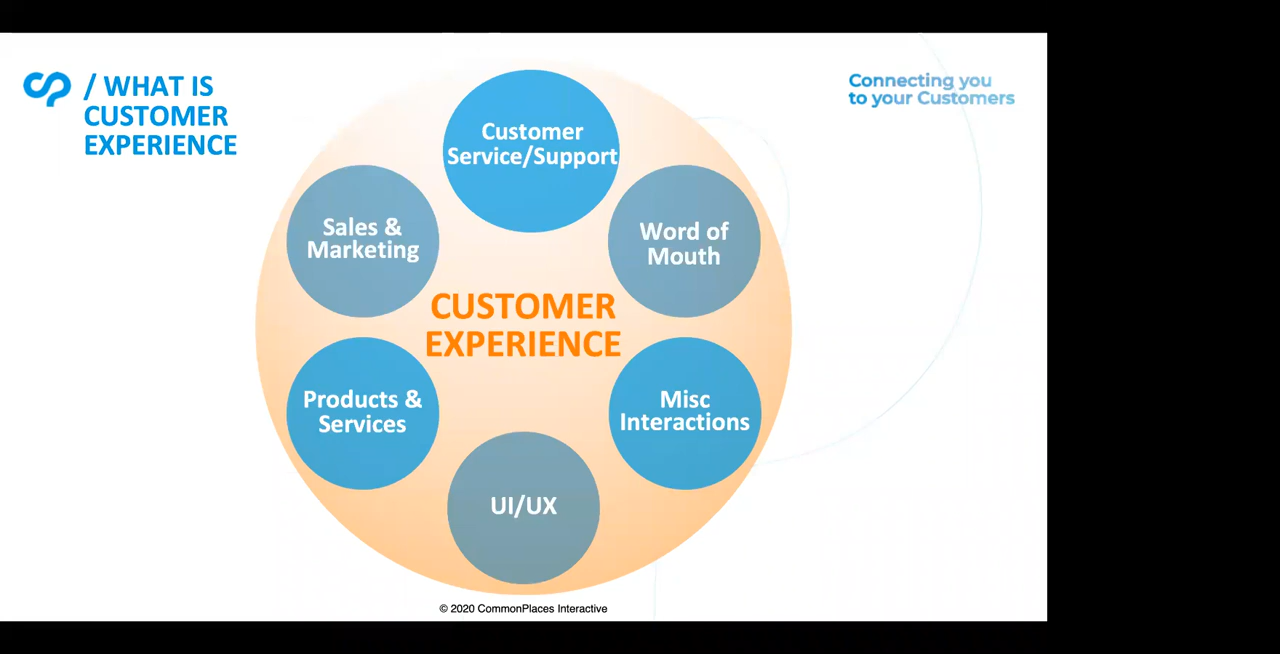 / WHAT IS
CUSTOMER
EXPERIENCE
Connecting you
to your Customers
Customer
Service/Support
Sales &
Marketing
Word of
Mouth
CUSTOMER
EXPERIENCE
Products &
Services
Misc
Interactions
UI/UX
© 2020 CommonPlaces Interactive